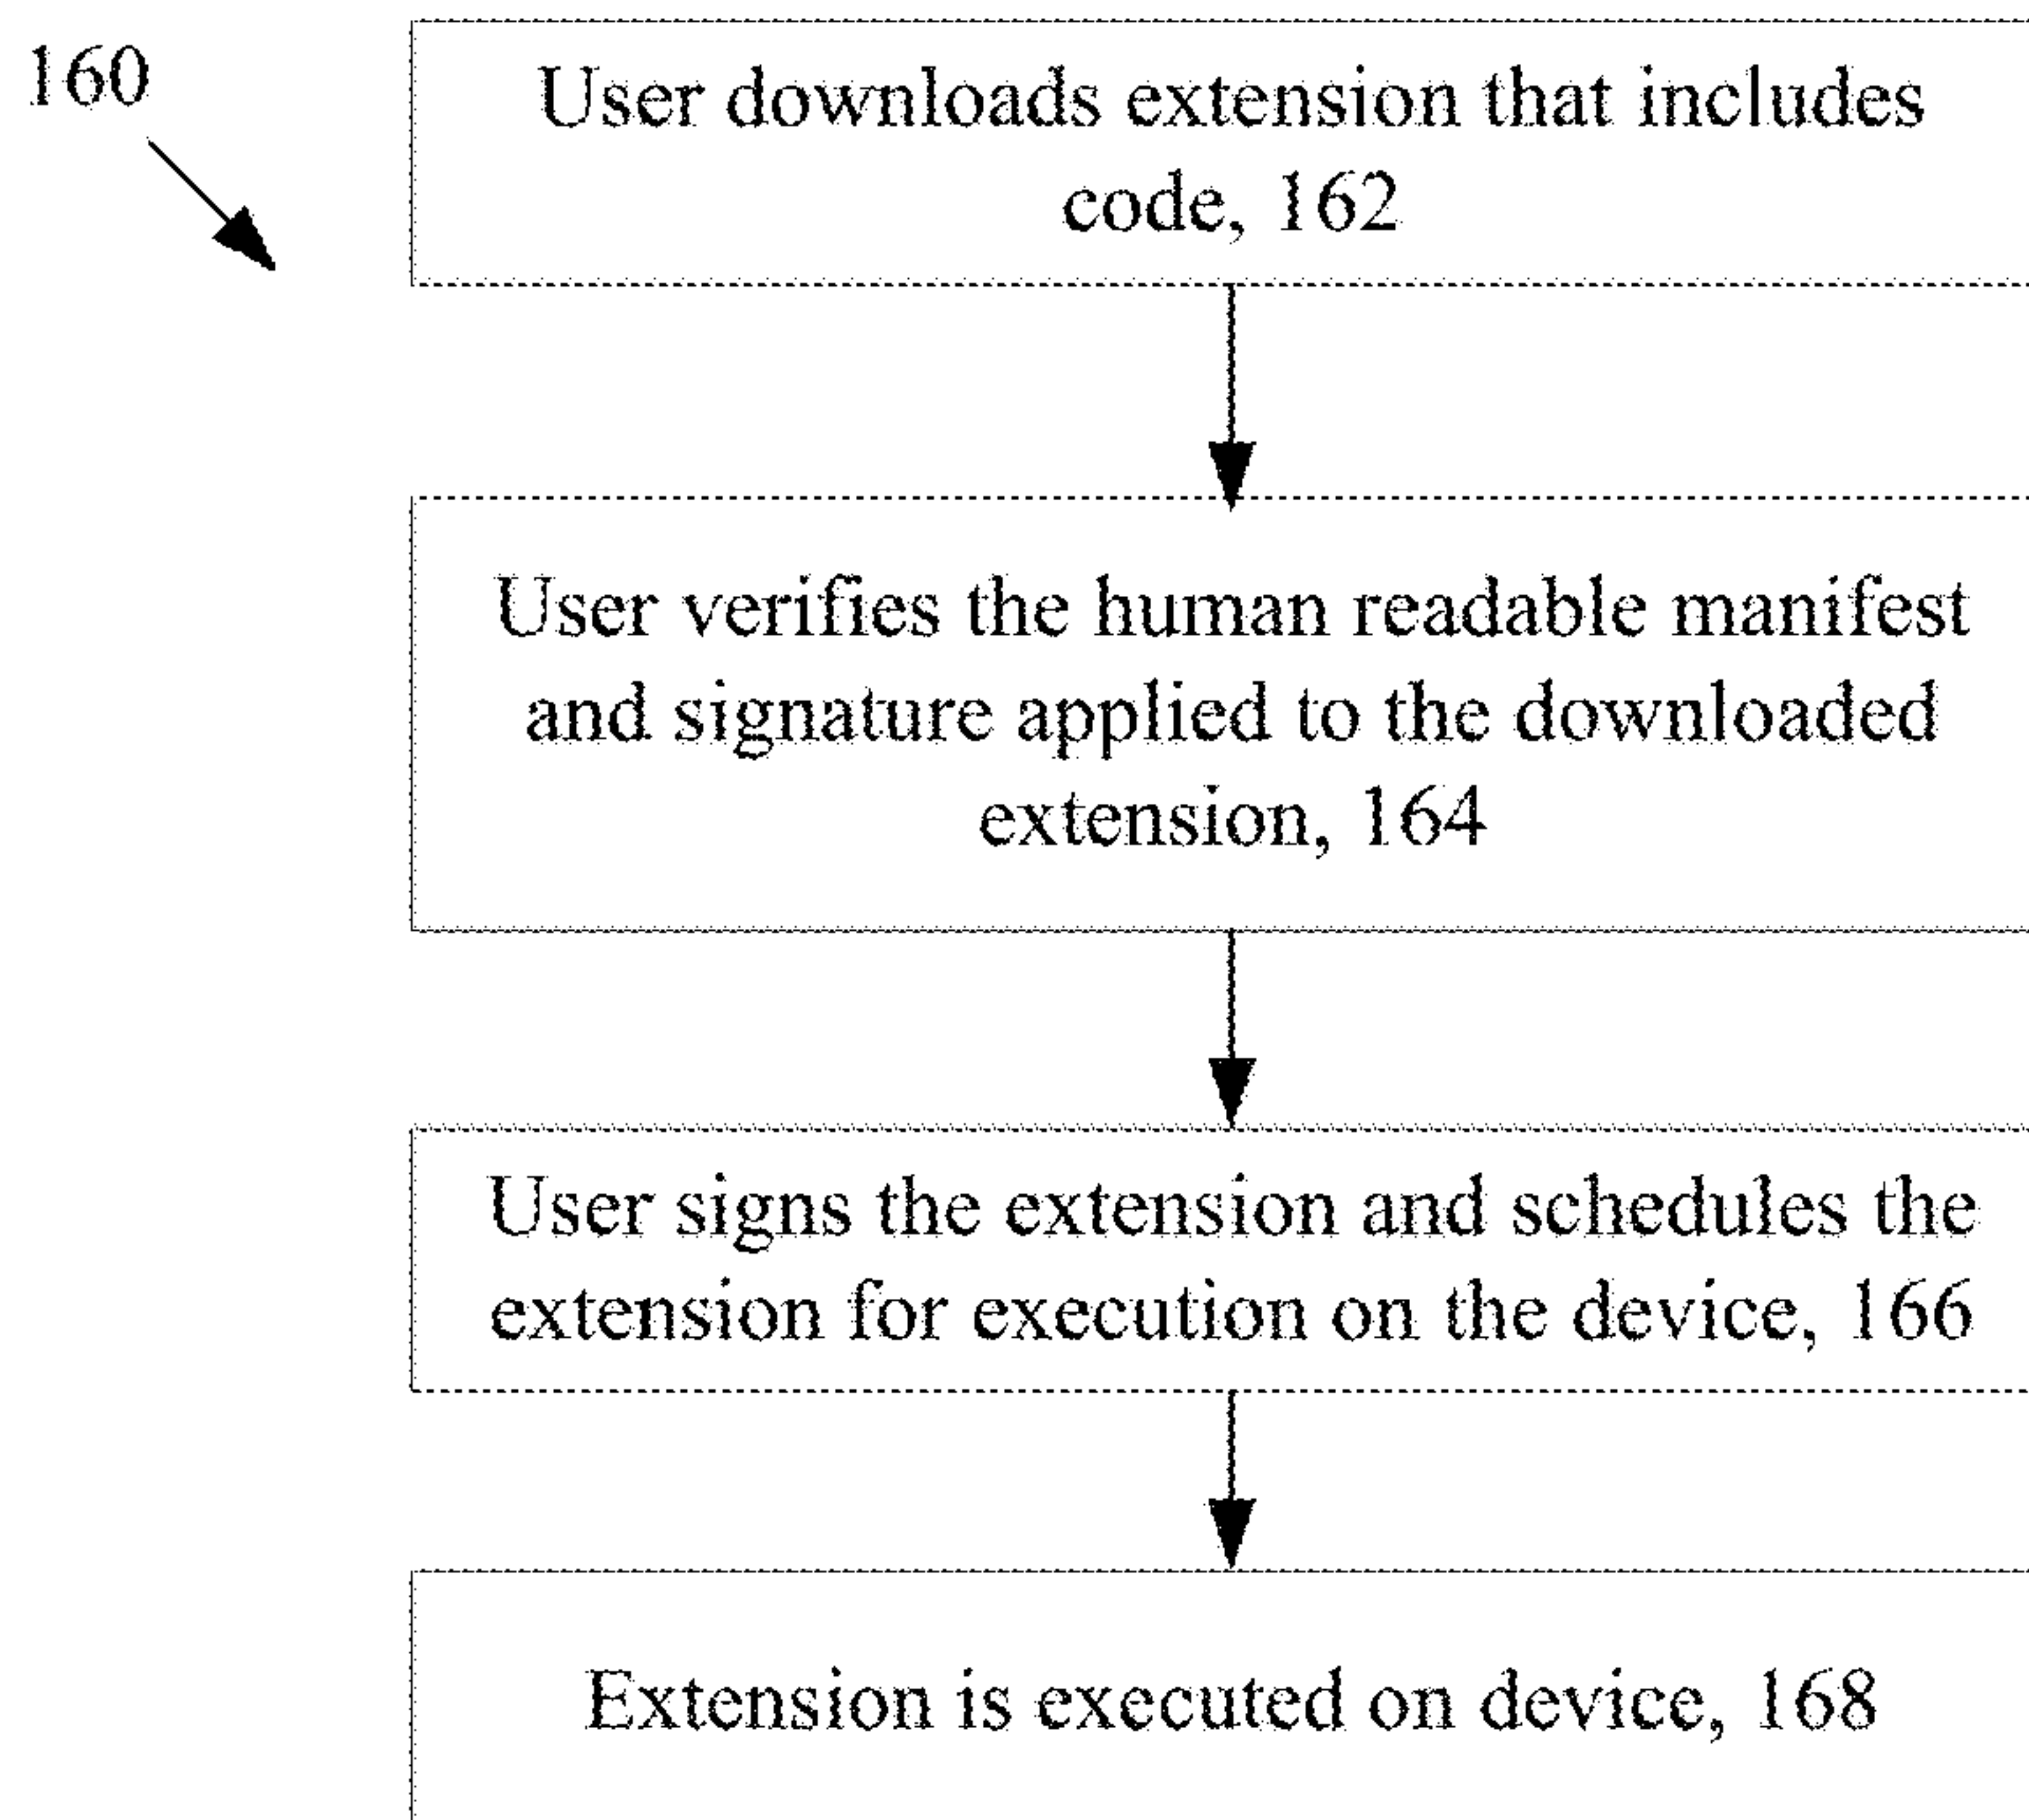 160
User downloads extension that includes
code, 162
User verifies the human readable manifest
and signature applied to the downloaded
extension, 164
User signs the extension and schedules the
extension for execution on the device, 166
Extension is executed on device, 168